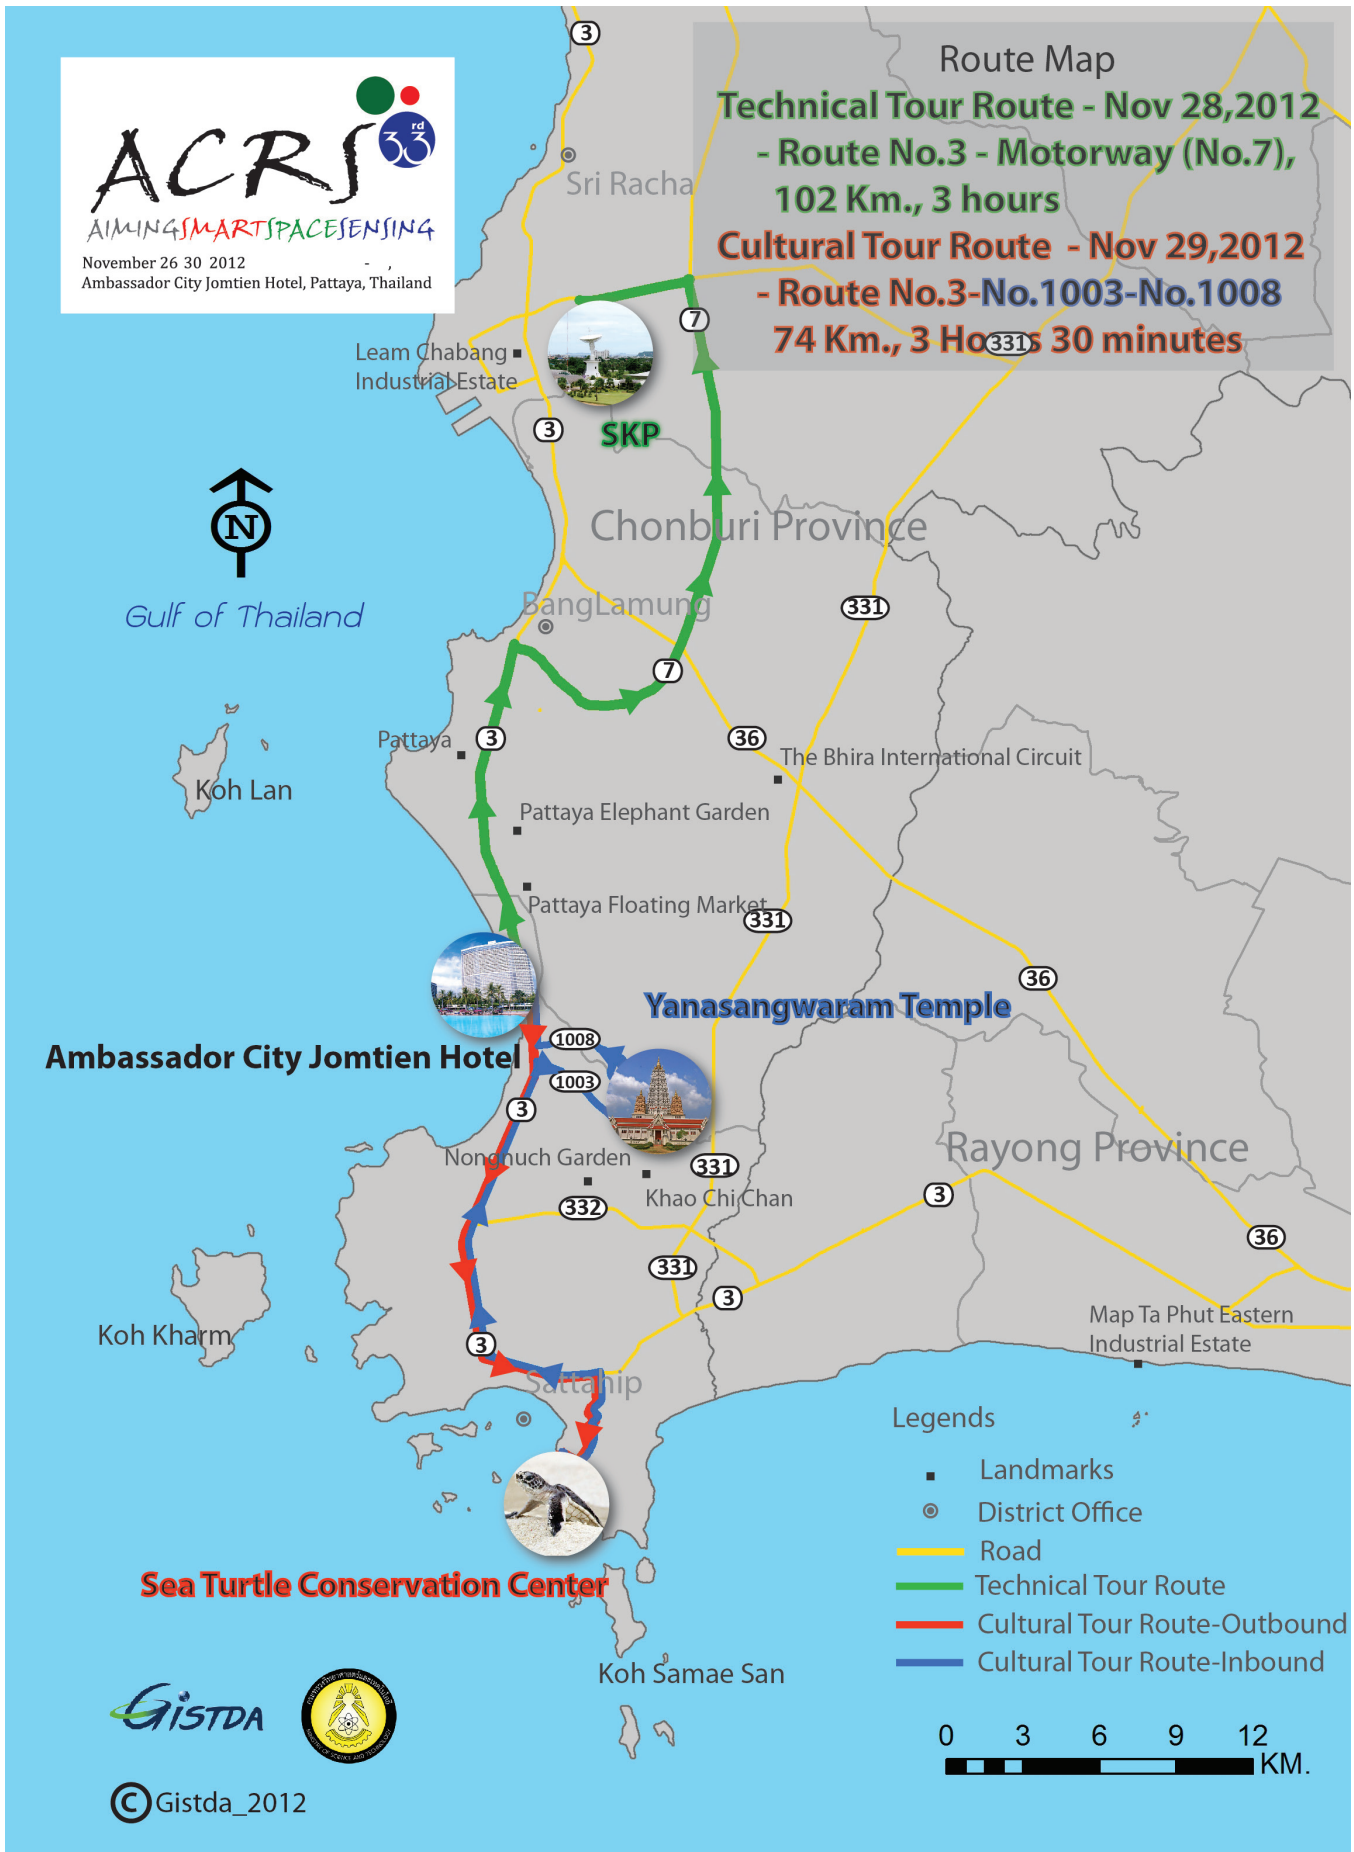 ACRS
33rd
AIMINGSMARTSPACESENSING
November 26 30 2012 - ,
Ambassador City Jomtien Hotel, Pattaya, Thailand
Route Map
Technical Tour Route - Nov 28,2012
- Route No.3 - Motorway (No.7),
102 Km., 3 hours
Cultural Tour Route - Nov 29,2012
- Route No.3-No.1003-No.1008
74 Km., 3 Hours 30 minutes
3
Sri Racha
7
331
Leam Chabang
Industrial Estate
3
SKP
N
Chonburi Province
Gulf of Thailand
BangLamung
331
7
Pattaya
3
36
The Bhira International Circuit
Koh Lan
Pattaya Elephant Garden
Pattaya Floating Market
331
36
Yanasangwaram Temple
Ambassador City Jomtien Hotel
1008
1003
3
Nongnuch Garden
331
Rayong Province
Khao Chi Chan
3
332
36
331
3
Koh Kharm
3
Map Ta Phut Eastern
Industrial Estate
Sattahip
Sea Turtle Conservation Center
Koh Samae San
Legends
Landmarks
District Office
Road
Technical Tour Route
Cultural Tour Route-Outbound
Cultural Tour Route-Inbound
GISTDA
MINISTRY OF SCIENCE AND TECHNOLOGY
0 3 6 9 12
KM.
C Gistda_2012